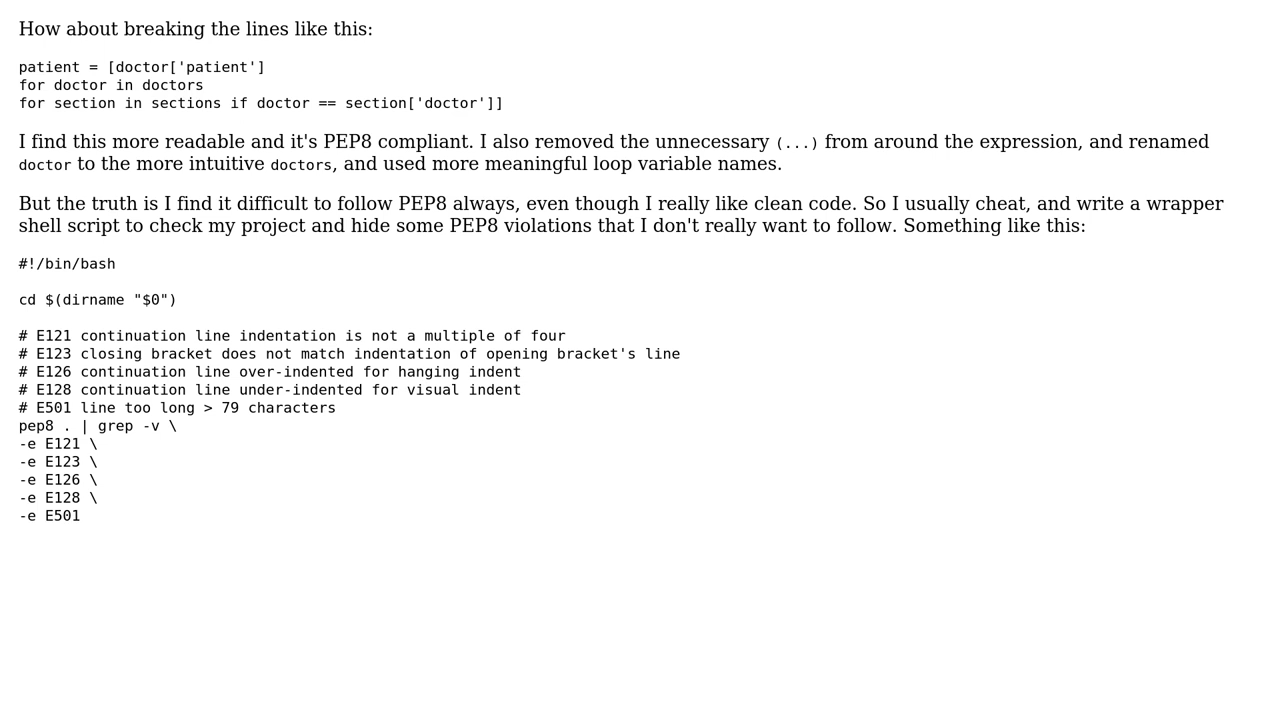 How about breaking the lines like this:
patient = [doctor['patient']
for doctor in doctors
for section in sections if doctor == section['doctor']]
I find this more readable and it's PEP8 compliant. I also removed the unnecessary (...) from around the expression, and renamed
doctor to the more intuitive doctors, and used more meaningful loop variable names.
But the truth is I find it difficult to follow PEP8 always, even though I really like clean code. So I usually cheat, and write a wrapper
shell script to check my project and hide some PEP8 violations that I don't really want to follow. Something like this:
#!/bin/bash
cd $(dirname "$0")
# E121 continuation line indentation is not a multiple of four
# E123 closing bracket does not match indentation of opening bracket's line
# E126 continuation line over-indented for hanging indent
# E128 continuation line under-indented for visual indent
# E501 line too long > 79 characters
pep8 . | grep -v \
-e E121 \
-e E123 \
-e E126 \
-e E128 \
-e E501